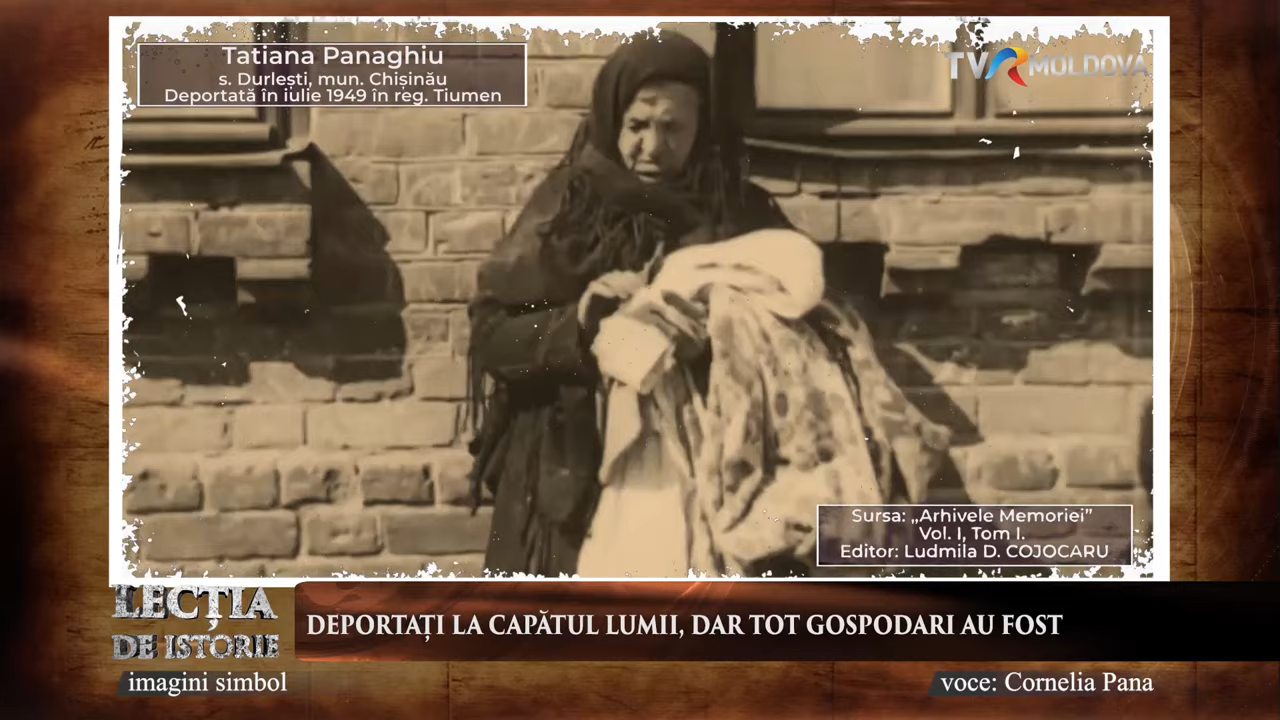 Tatiana Panaghiu
s. Durlești, mun. Chișinău
Deportată în iulie 1949 în reg. Tiumen
TVR MOLDOVA
Sursa: „Arhivele Memoriei”
Vol. I, Tom I.
Editor: Ludmila D. COJOCARU
LECȚIA
DE ISTORIE
DEPORTAȚI LA CAPĂTUL LUMII, DAR TOT GOSPODARI AU FOST
imagini simbol
voce: Cornelia Pana